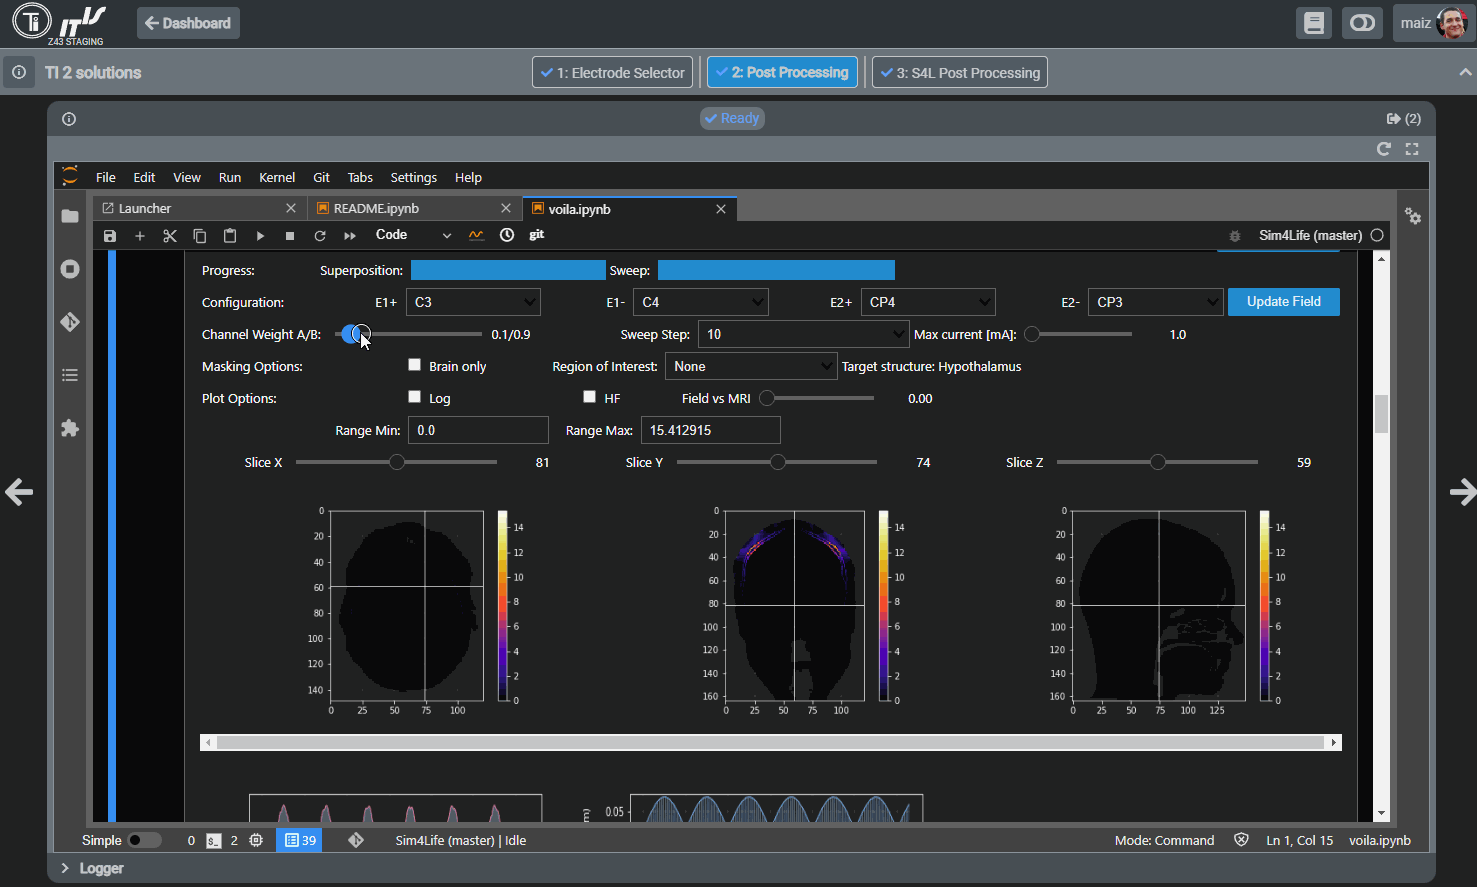 Ti IT'IS Dashboard maiz
Z43 STAGING
TI 2 solutions 1: Electrode Selector 2: Post Processing 3: S4L Post Processing
Ready (2)
File Edit View Run Kernel Git Tabs Settings Help
Launcher README.ipynb voila.ipynb
Code git Sim4Life (master)
Progress: Superposition: Sweep:
Configuration: E1+ C3 E1- C4 E2+ CP4 E2- CP3 Update Field
Channel Weight A/B: 0.1/0.9 Sweep Step: 10 Max current [mA]: 1.0
Masking Options: Brain only Region of Interest: None Target structure: Hypothalamus
Plot Options: Log HF Field vs MRI 0.00
Range Min: 0.0 Range Max: 15.412915
Slice X 81 Slice Y 74 Slice Z 59
0 20 40 60 80 100 120 140
0 25 50 75 100
14 12 10 8 6 4 2 0
0 20 40 60 80 100 120 140 160
0 25 50 75 100
14 12 10 8 6 4 2 0
0 20 40 60 80 100 120 140 160
0 25 50 75 100 125
14 12 10 8 6 4 2 0
0.05
Simple 0 $_ 2 39 Sim4Life (master) | Idle Mode: Command Ln 1, Col 15 voila.ipynb
Logger